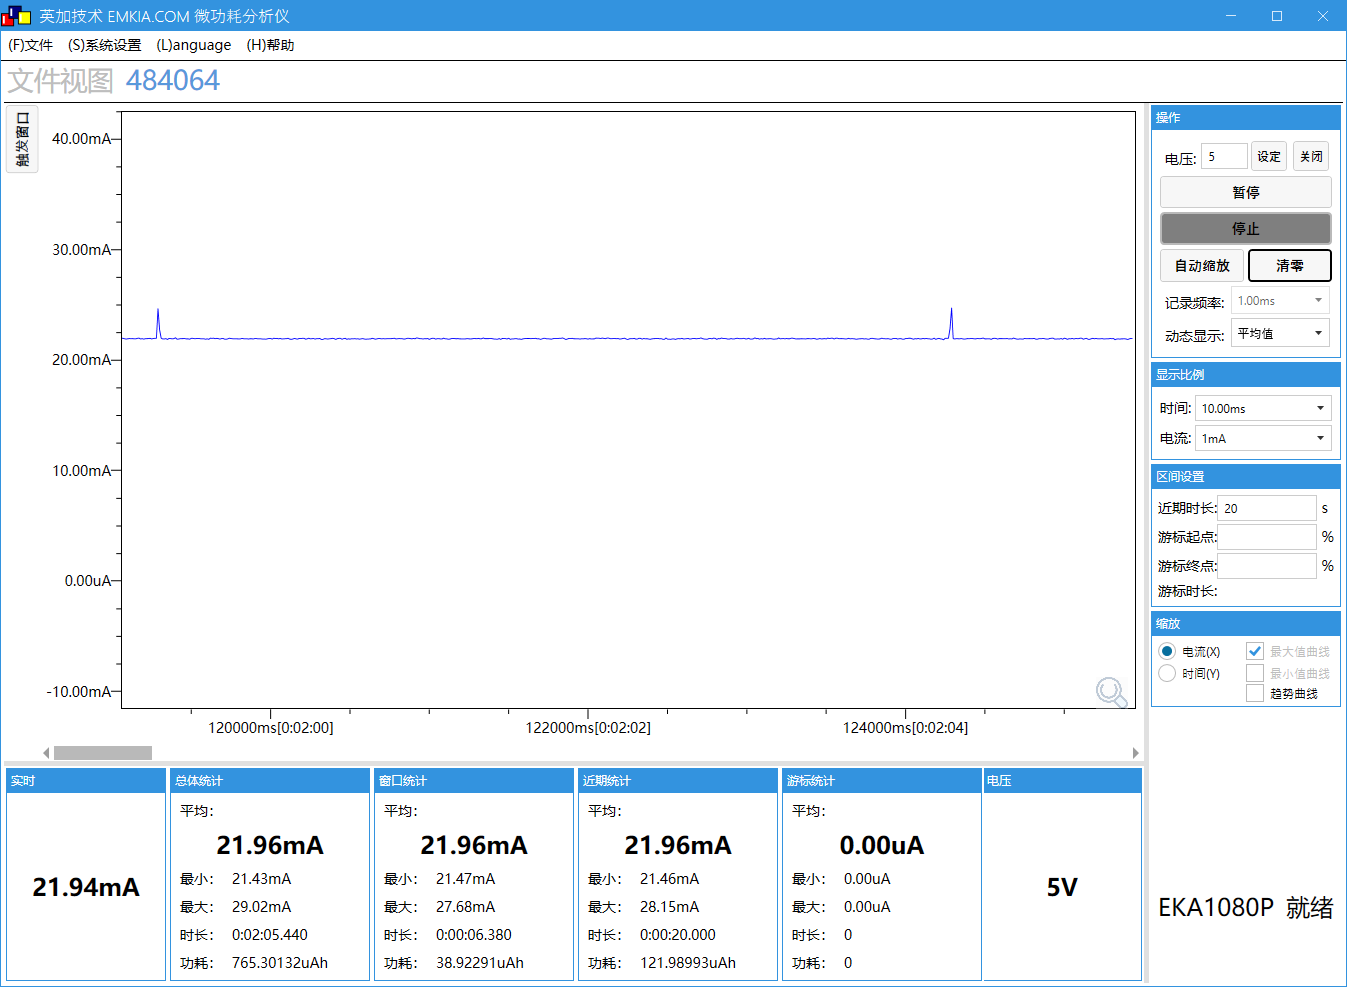 英加技术 EMKIA.COM 微功耗分析仪
(F)文件 (S)系统设置 (L)anguage (H)帮助
文件视图 484064
触发窗口
40.00mA
30.00mA
20.00mA
10.00mA
0.00uA
-10.00mA
120000ms[0:02:00] 122000ms[0:02:02] 124000ms[0:02:04]
操作
电压: 5 设定 关闭
暂停
停止
自动缩放 清零
记录频率: 1.00ms
动态显示: 平均值
显示比例
时间: 10.00ms
电流: 1mA
区间设置
近期时长: 20 s
游标起点: %
游标终点: %
游标时长:
缩放
电流(X) 最大值曲线
时间(Y) 最小值曲线
趋势曲线
实时
21.94mA
总体统计
平均:
21.96mA
最小: 21.43mA
最大: 29.02mA
时长: 0:02:05.440
功耗: 765.30132uAh
窗口统计
平均:
21.96mA
最小: 21.47mA
最大: 27.68mA
时长: 0:00:06.380
功耗: 38.92291uAh
近期统计
平均:
21.96mA
最小: 21.46mA
最大: 28.15mA
时长: 0:00:20.000
功耗: 121.98993uAh
游标统计
平均:
0.00uA
最小: 0.00uA
最大: 0.00uA
时长: 0
功耗: 0
电压
5V
EKA1080P 就绪